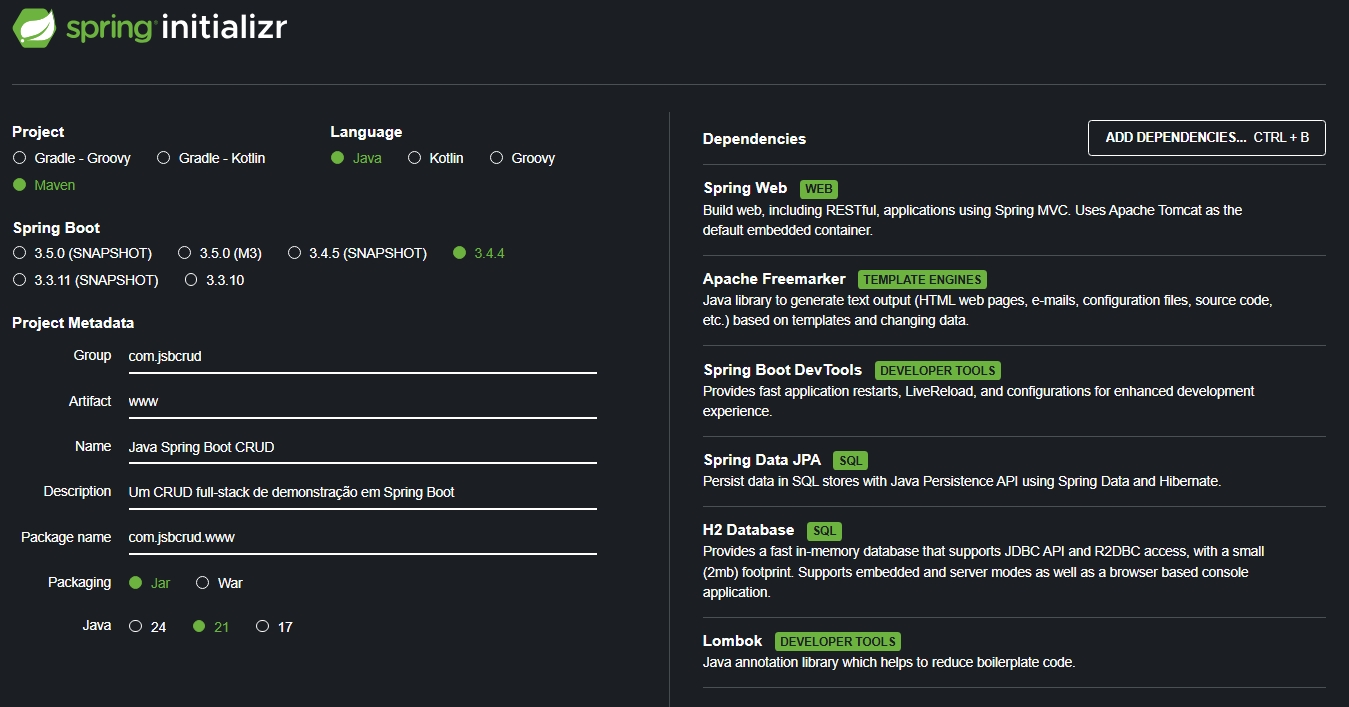 spring initializr
Project
Gradle - Groovy Gradle - Kotlin
Maven
Language
Java Kotlin Groovy
Spring Boot
3.5.0 (SNAPSHOT) 3.5.0 (M3) 3.4.5 (SNAPSHOT) 3.4.4
3.3.11 (SNAPSHOT) 3.3.10
Project Metadata
Group com.jsbcrud
Artifact www
Name Java Spring Boot CRUD
Description Um CRUD full-stack de demonstração em Spring Boot
Package name com.jsbcrud.www
Packaging Jar War
Java 24 21 17
Dependencies ADD DEPENDENCIES... CTRL + B
Spring Web WEB
Build web, including RESTful, applications using Spring MVC. Uses Apache Tomcat as the
default embedded container.
Apache Freemarker TEMPLATE ENGINES
Java library to generate text output (HTML web pages, e-mails, configuration files, source code,
etc.) based on templates and changing data.
Spring Boot DevTools DEVELOPER TOOLS
Provides fast application restarts, LiveReload, and configurations for enhanced development
experience.
Spring Data JPA SQL
Persist data in SQL stores with Java Persistence API using Spring Data and Hibernate.
H2 Database SQL
Provides a fast in-memory database that supports JDBC API and R2DBC access, with a small
(2mb) footprint. Supports embedded and server modes as well as a browser based console
application.
Lombok DEVELOPER TOOLS
Java annotation library which helps to reduce boilerplate code.